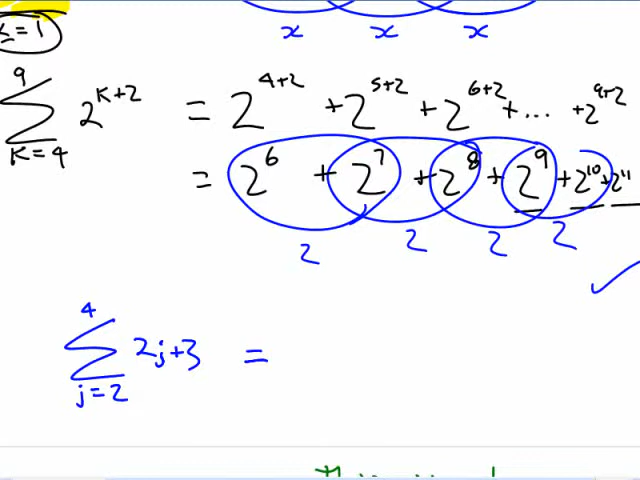 x x x
k=1
9
∑ 2^{k+2} = 2^{4+2} + 2^{5+2} + 2^{6+2} + ... + 2^{9+2}
k=4
= 2^6 + 2^7 + 2^8 + 2^9 + 2^{10} + 2^{11}
2 2 2 2
4
∑ 2j+3 =
j=2